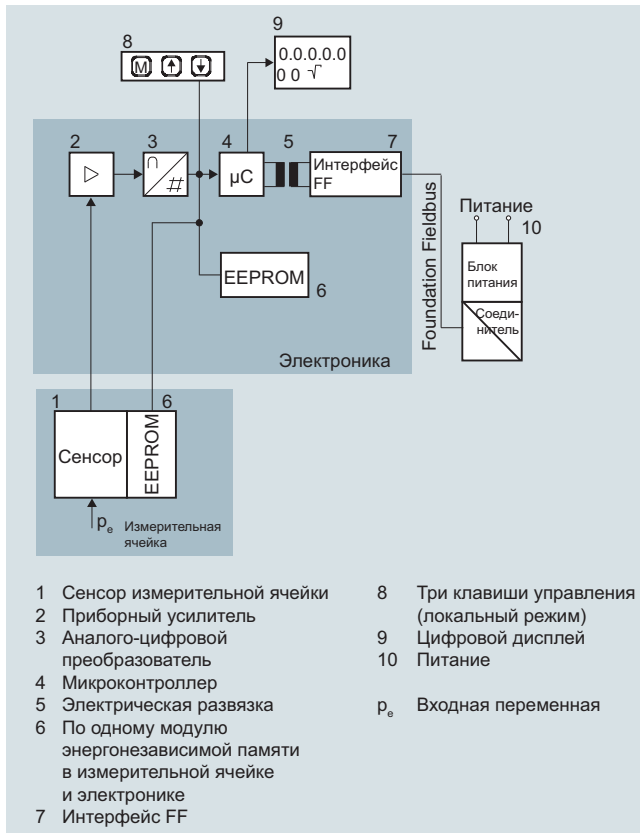 9
8
0.0.0.0.0
0 0 √
M
2
3
4
5
7
∩
#
µC
Интерфейс
FF
Foundation Fieldbus
Питание
10
Блок
питания
Соеди-
нитель
EEPROM
6
Электроника
1
6
Сенсор
EEPROM
pe
Измерительная
ячейка
1 Сенсор измерительной ячейки
2 Приборный усилитель
3 Аналого-цифровой
преобразователь
4 Микроконтроллер
5 Электрическая развязка
6 По одному модулю
энергонезависимой памяти
в измерительной ячейке
и электронике
7 Интерфейс FF
8 Три клавиши управления
(локальный режим)
9 Цифровой дисплей
10 Питание
pe Входная переменная